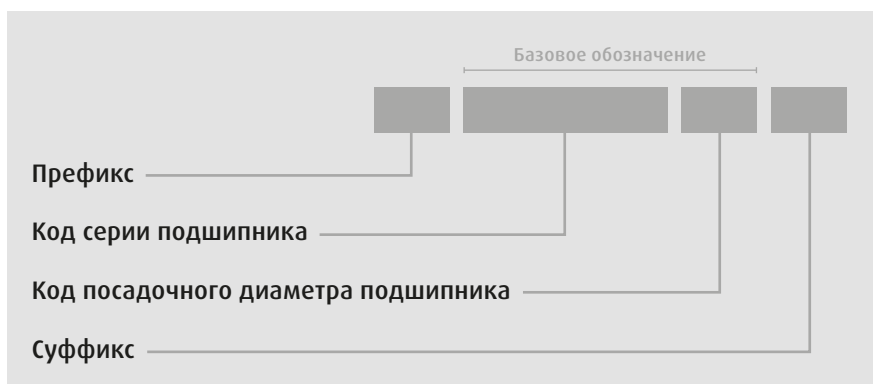 Базовое обозначение
Префикс
Код серии подшипника
Код посадочного диаметра подшипника
Суффикс